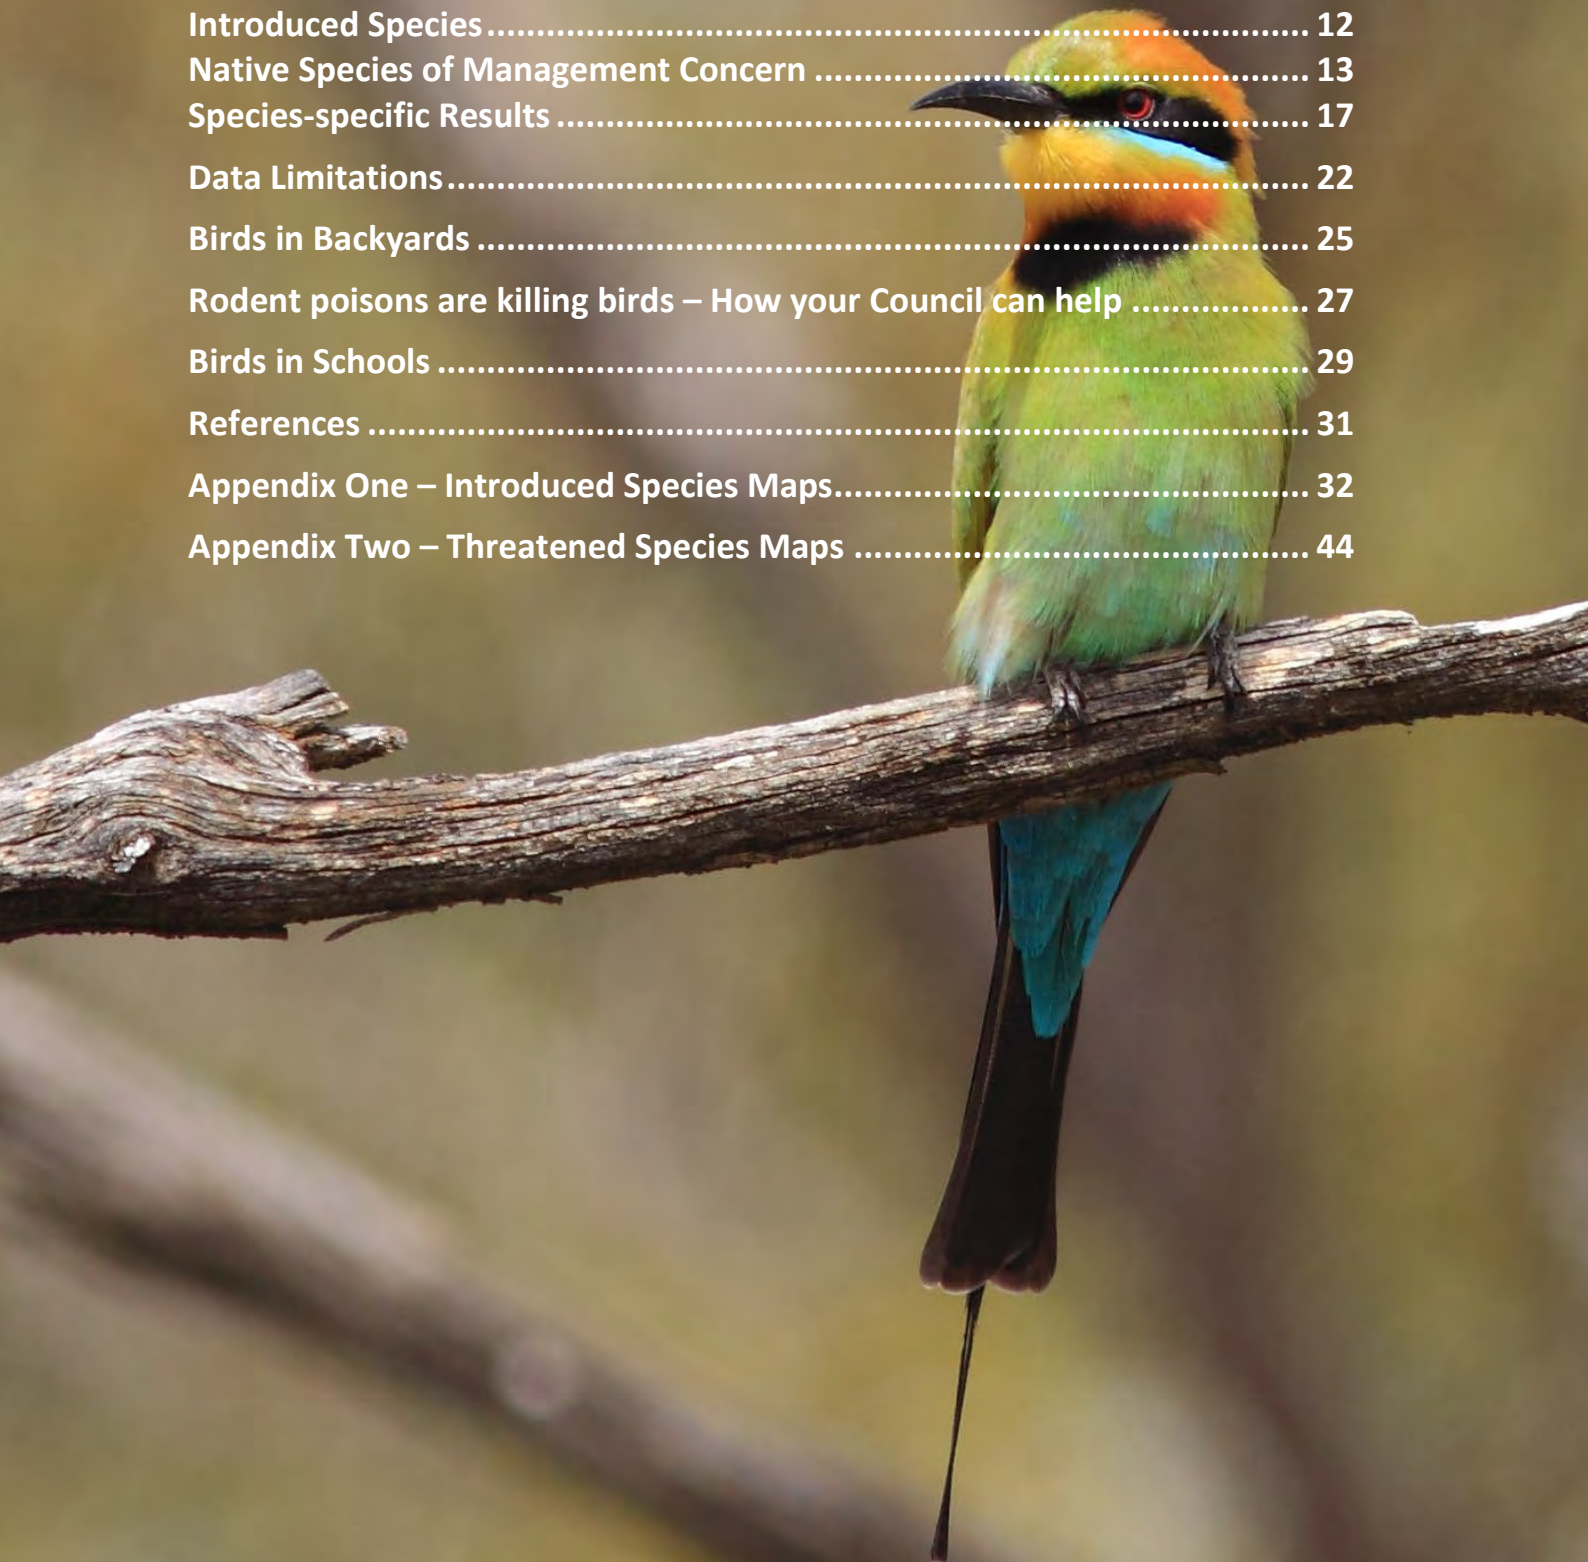 Introduced Species .................................................................................. 12
Native Species of Management Concern ................................................. 13
Species-specific Results ........................................................................... 17
Data Limitations ...................................................................................... 22
Birds in Backyards ................................................................................... 25
Rodent poisons are killing birds – How your Council can help .................. 27
Birds in Schools ....................................................................................... 29
References .............................................................................................. 31
Appendix One – Introduced Species Maps ............................................... 32
Appendix Two – Threatened Species Maps ............................................. 44